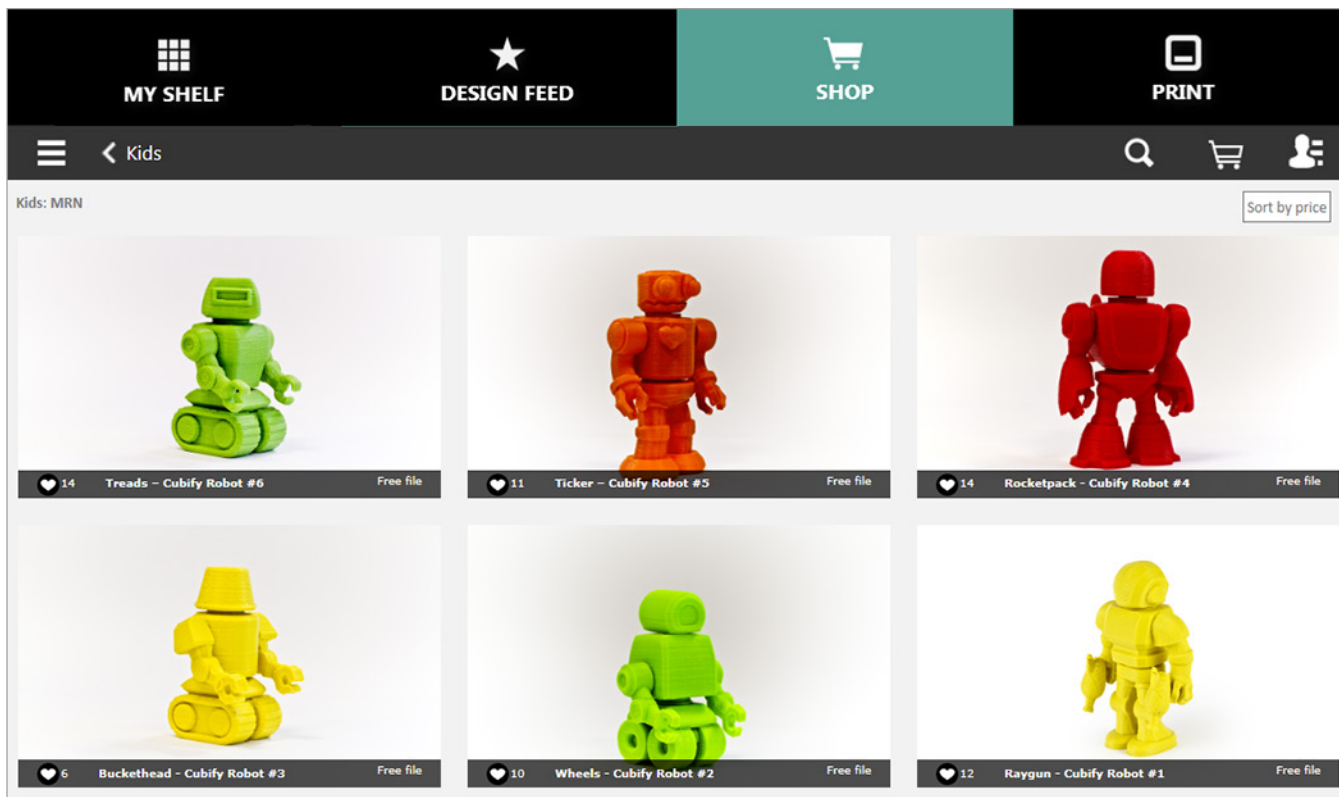 MY SHELF
DESIGN FEED
SHOP
PRINT
Kids
Kids: MRN
Sort by price
14 Treads – Cubify Robot #6 Free file
11 Ticker – Cubify Robot #5 Free file
14 Rocketpack - Cubify Robot #4 Free file
6 Buckethead - Cubify Robot #3 Free file
10 Wheels - Cubify Robot #2 Free file
12 Raygun - Cubify Robot #1 Free file